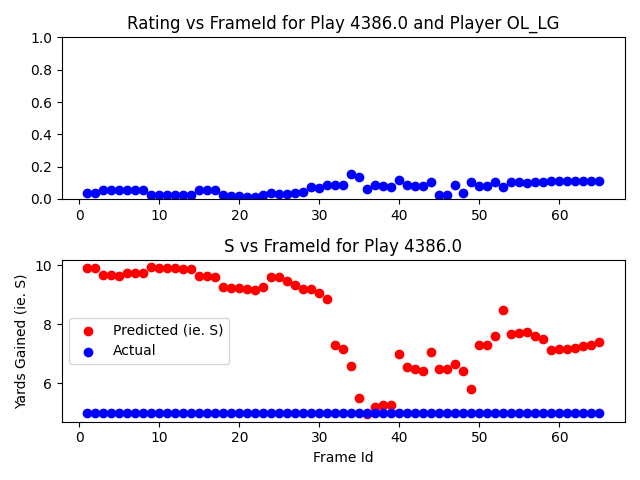 Rating vs FrameId for Play 4386.0 and Player OL_LG
1.0
0.8
0.6
0.4
0.2
0.0
0 10 20 30 40 50 60
S vs FrameId for Play 4386.0
Yards Gained (ie. S)
10
8
6
Predicted (ie. S)
Actual
0 10 20 30 40 50 60
Frame Id